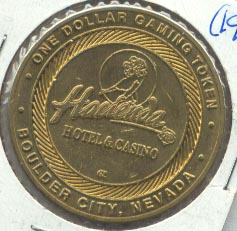 • ONE DOLLAR GAMING TOKEN •
Hacienda
HOTEL & CASINO
BOULDER CITY, NEVADA